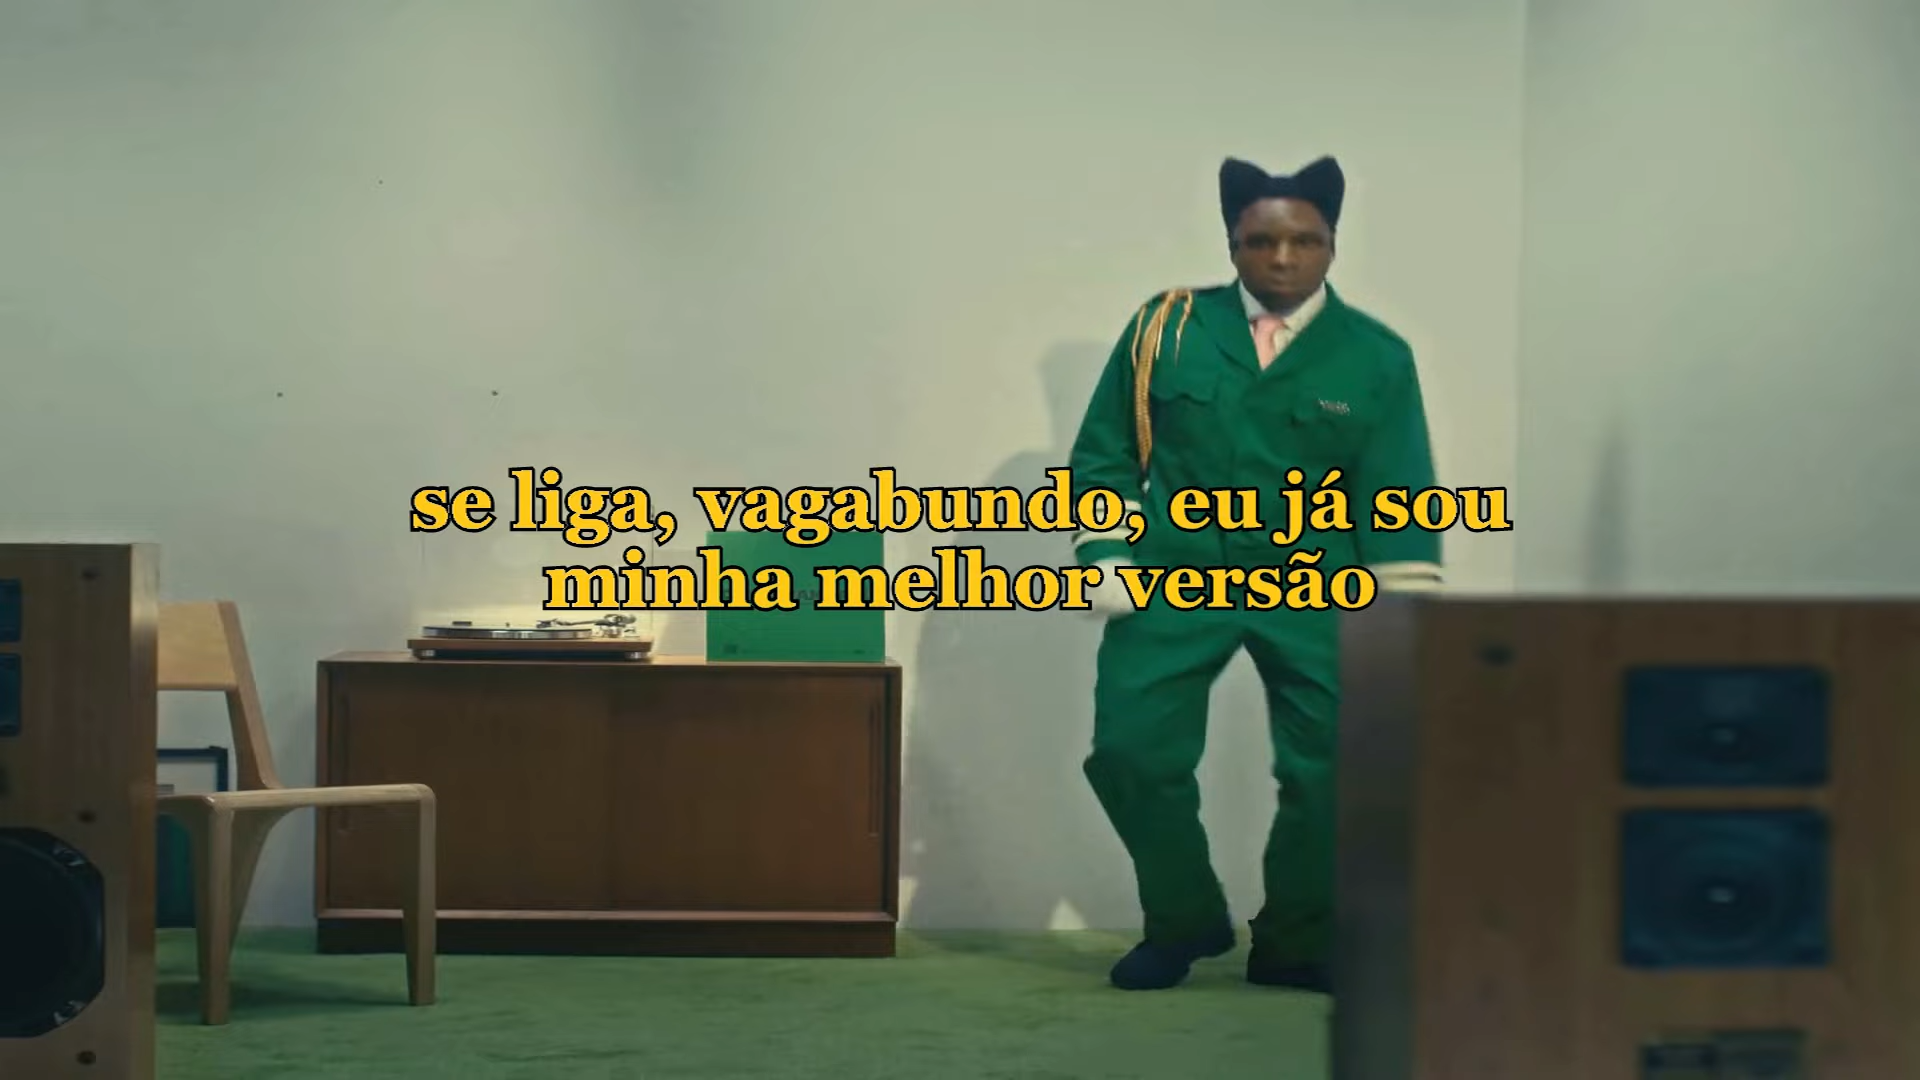 se liga, vagabundo, eu já sou
minha melhor versão